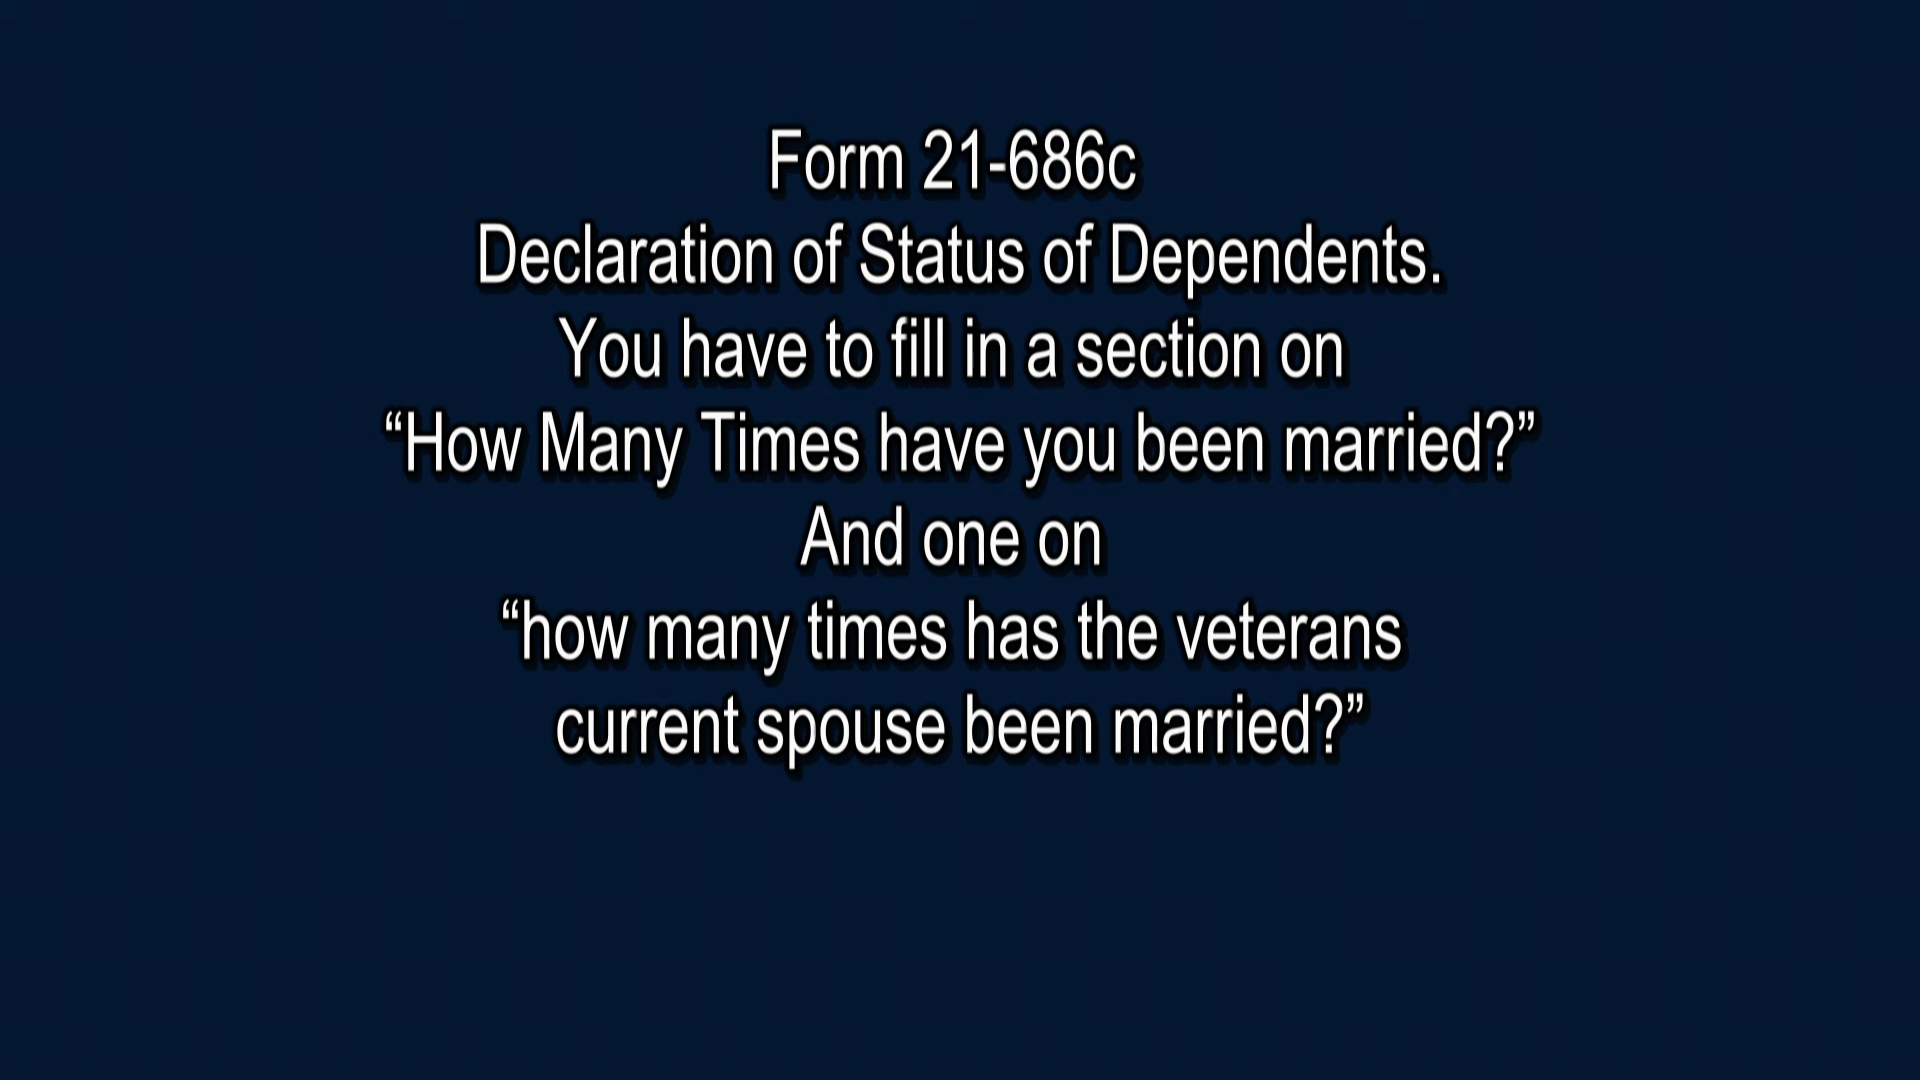 Form 21-686c
Declaration of Status of Dependents.
You have to fill in a section on
“How Many Times have you been married?”
And one on
“how many times has the veterans
current spouse been married?”